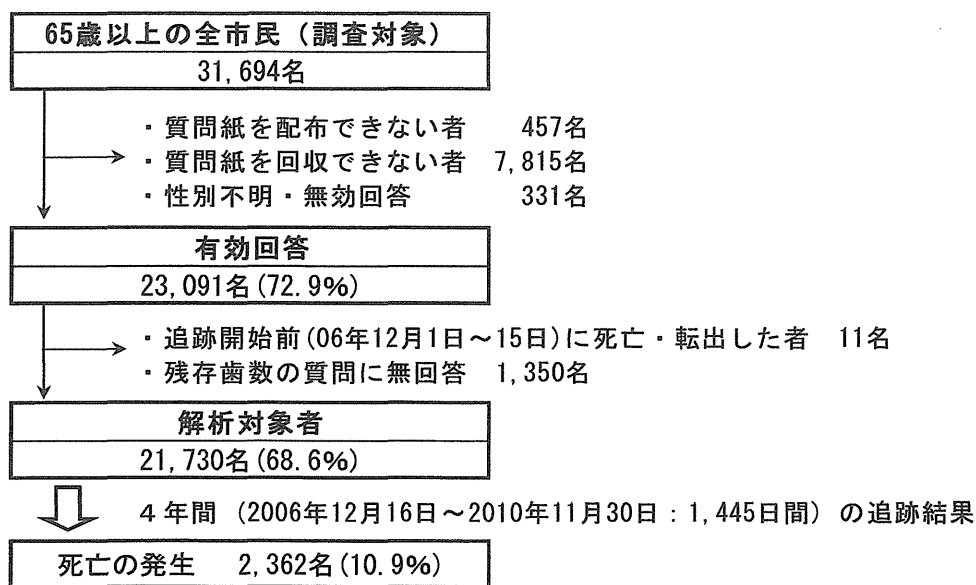 65歳以上の全市民（調査対象）
31,694名
・質問紙を配布できない者　457名
・質問紙を回収できない者　7,815名
・性別不明・無効回答　331名
有効回答
23,091名(72.9%)
・追跡開始前(06年12月1日～15日)に死亡・転出した者　11名
・残存歯数の質問に無回答　1,350名
解析対象者
21,730名(68.6%)
４年間（2006年12月16日～2010年11月30日：1,445日間）の追跡結果
死亡の発生　2,362名(10.9%)